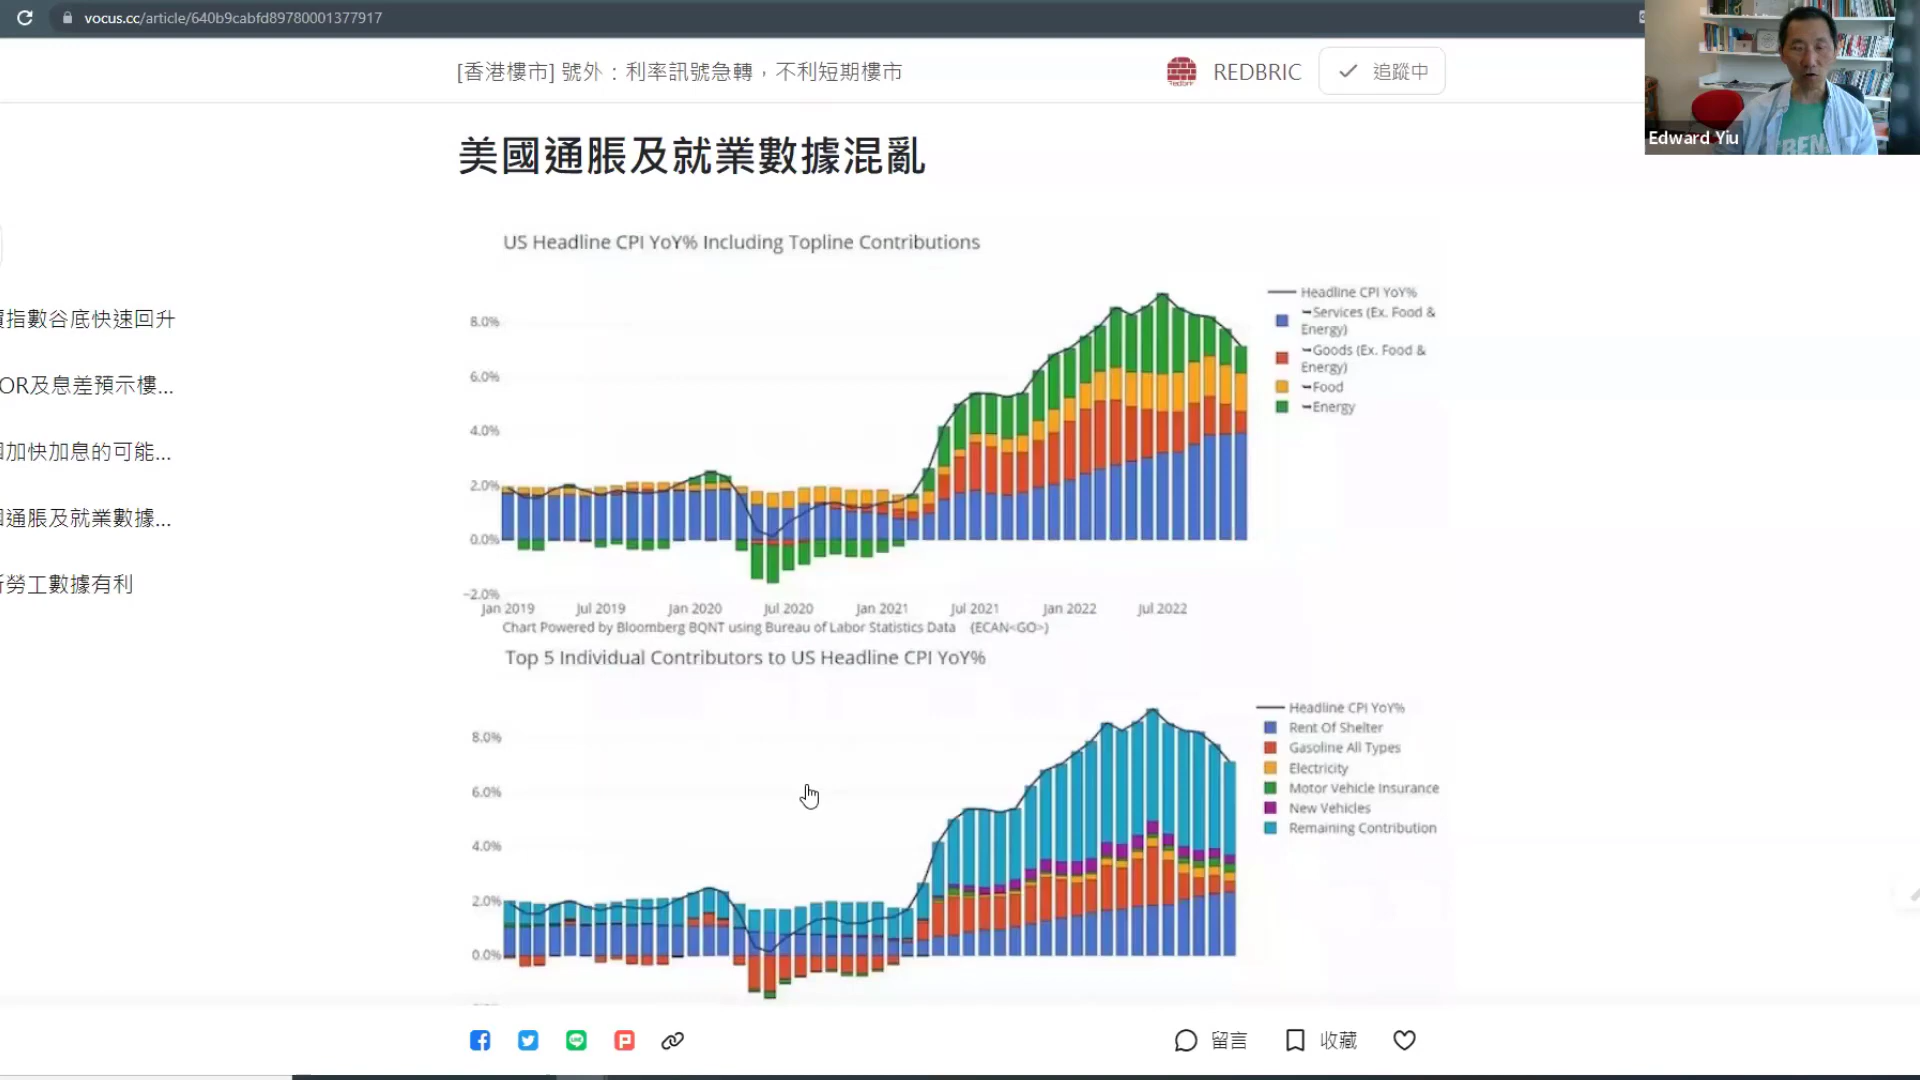 vocus.cc/article/640b9cabfd89780001377917
[香港樓市] 號外：利率訊號急轉，不利短期樓市
REDBRIC
追蹤中
Edward Yiu
美國通脹及就業數據混亂
指數谷底快速回升
OR及息差預示樓...
加快加息的可能...
通脹及就業數據...
勞工數據有利
US Headline CPI YoY% Including Topline Contributions
8.0%
6.0%
4.0%
2.0%
0.0%
−2.0%
Jan 2019 Jul 2019 Jan 2020 Jul 2020 Jan 2021 Jul 2021 Jan 2022 Jul 2022
Headline CPI YoY%
Services (Ex. Food &
Energy)
Goods (Ex. Food &
Energy)
Food
Energy
Chart Powered by Bloomberg BQNT using Bureau of Labor Statistics Data (ECAN<GO>)
Top 5 Individual Contributors to US Headline CPI YoY%
8.0%
6.0%
4.0%
2.0%
0.0%
Headline CPI YoY%
Rent Of Shelter
Gasoline All Types
Electricity
Motor Vehicle Insurance
New Vehicles
Remaining Contribution
留言
收藏